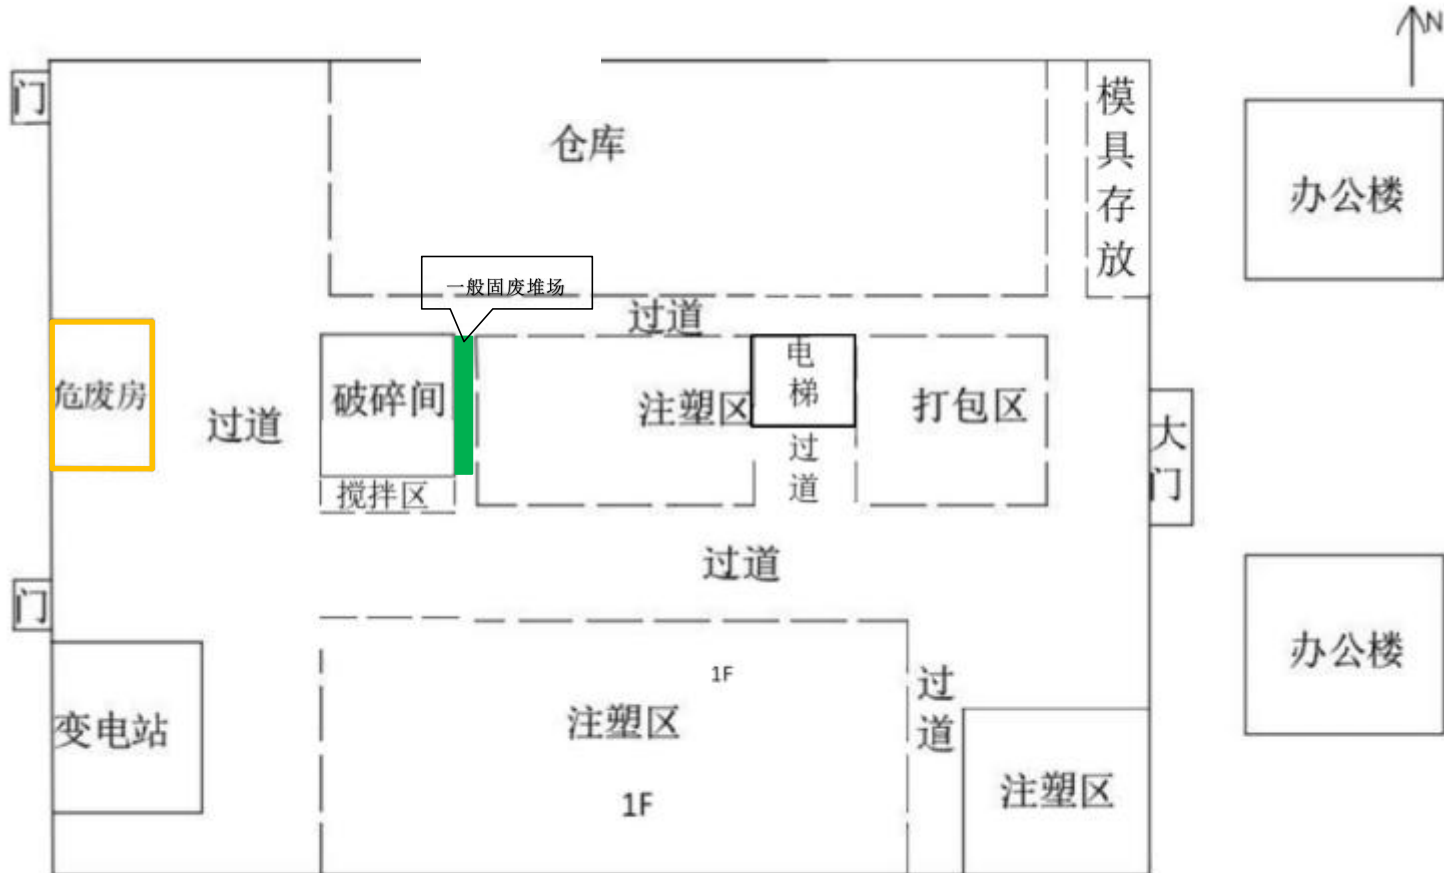 N
门
仓库
模具存放
办公楼
一般固废堆场
过道
危废房
过道
破碎间
注塑区
电梯
打包区
过道
大门
搅拌区
过道
门
办公楼
1F
过道
变电站
注塑区
注塑区
1F